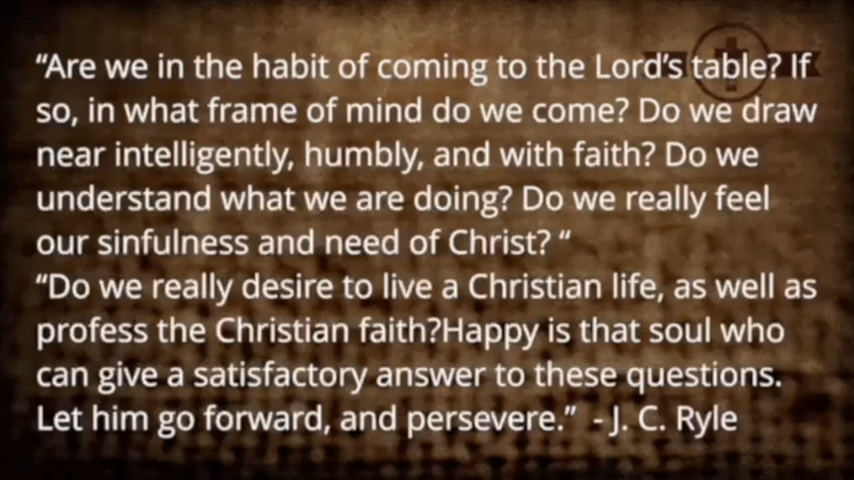 “Are we in the habit of coming to the Lord’s table? If
so, in what frame of mind do we come? Do we draw
near intelligently, humbly, and with faith? Do we
understand what we are doing? Do we really feel
our sinfulness and need of Christ? “
“Do we really desire to live a Christian life, as well as
profess the Christian faith?Happy is that soul who
can give a satisfactory answer to these questions.
Let him go forward, and persevere.” - J. C. Ryle